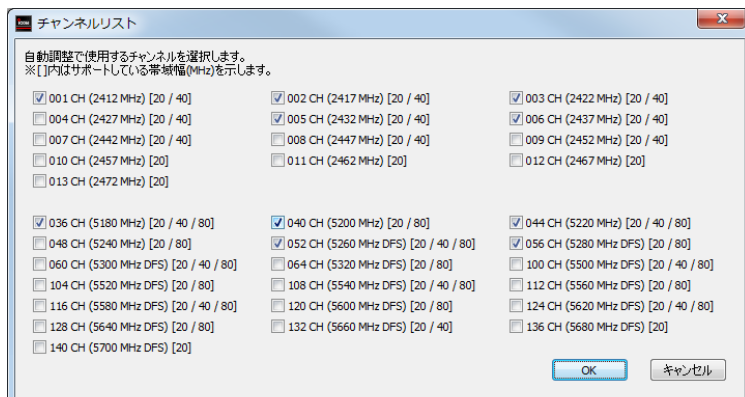 チャンネルリスト
自動調整で使用するチャンネルを選択します。
※[]内はサポートしている帯域幅(MHz)を示します。
001 CH (2412 MHz) [20 / 40] 002 CH (2417 MHz) [20 / 40] 003 CH (2422 MHz) [20 / 40]
004 CH (2427 MHz) [20 / 40] 005 CH (2432 MHz) [20 / 40] 006 CH (2437 MHz) [20 / 40]
007 CH (2442 MHz) [20 / 40] 008 CH (2447 MHz) [20 / 40] 009 CH (2452 MHz) [20 / 40]
010 CH (2457 MHz) [20] 011 CH (2462 MHz) [20] 012 CH (2467 MHz) [20]
013 CH (2472 MHz) [20]
036 CH (5180 MHz) [20 / 40 / 80] 040 CH (5200 MHz) [20 / 80] 044 CH (5220 MHz) [20 / 40 / 80]
048 CH (5240 MHz) [20 / 80] 052 CH (5260 MHz DFS) [20 / 40 / 80] 056 CH (5280 MHz DFS) [20 / 80]
060 CH (5300 MHz DFS) [20 / 40 / 80] 064 CH (5320 MHz DFS) [20 / 80] 100 CH (5500 MHz DFS) [20 / 40 / 80]
104 CH (5520 MHz DFS) [20 / 80] 108 CH (5540 MHz DFS) [20 / 40 / 80] 112 CH (5560 MHz DFS) [20 / 80]
116 CH (5580 MHz DFS) [20 / 40 / 80] 120 CH (5600 MHz DFS) [20 / 80] 124 CH (5620 MHz DFS) [20 / 40 / 80]
128 CH (5640 MHz DFS) [20 / 80] 132 CH (5660 MHz DFS) [20 / 40] 136 CH (5680 MHz DFS) [20]
140 CH (5700 MHz DFS) [20]
OK キャンセル